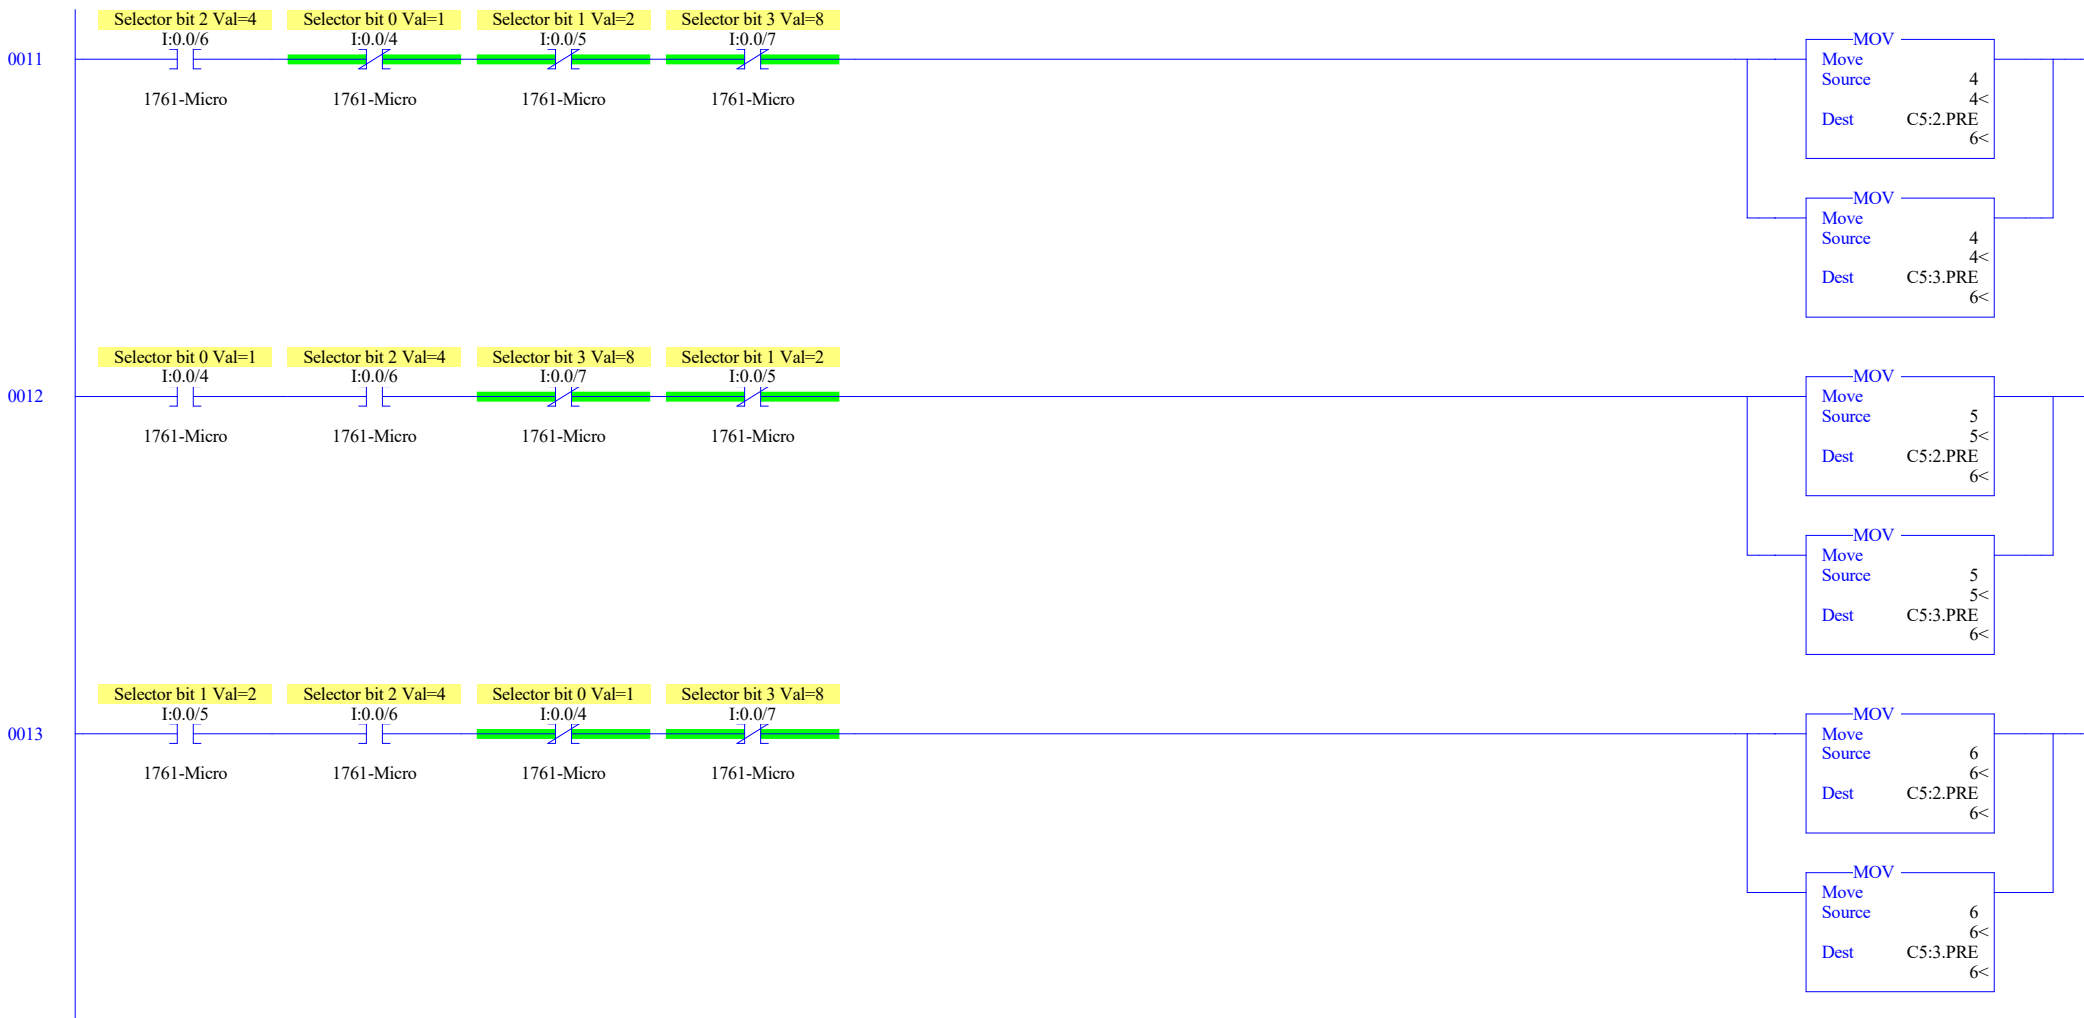 Selector bit 2 Val=4 Selector bit 0 Val=1 Selector bit 1 Val=2 Selector bit 3 Val=8
I:0.0/6 I:0.0/4 I:0.0/5 I:0.0/7
0011
1761-Micro 1761-Micro 1761-Micro 1761-Micro
MOV
Move
Source 4
4<
Dest C5:2.PRE
6<
MOV
Move
Source 4
4<
Dest C5:3.PRE
6<
Selector bit 0 Val=1 Selector bit 2 Val=4 Selector bit 3 Val=8 Selector bit 1 Val=2
I:0.0/4 I:0.0/6 I:0.0/7 I:0.0/5
0012
1761-Micro 1761-Micro 1761-Micro 1761-Micro
MOV
Move
Source 5
5<
Dest C5:2.PRE
6<
MOV
Move
Source 5
5<
Dest C5:3.PRE
6<
Selector bit 1 Val=2 Selector bit 2 Val=4 Selector bit 0 Val=1 Selector bit 3 Val=8
I:0.0/5 I:0.0/6 I:0.0/4 I:0.0/7
0013
1761-Micro 1761-Micro 1761-Micro 1761-Micro
MOV
Move
Source 6
6<
Dest C5:2.PRE
6<
MOV
Move
Source 6
6<
Dest C5:3.PRE
6<